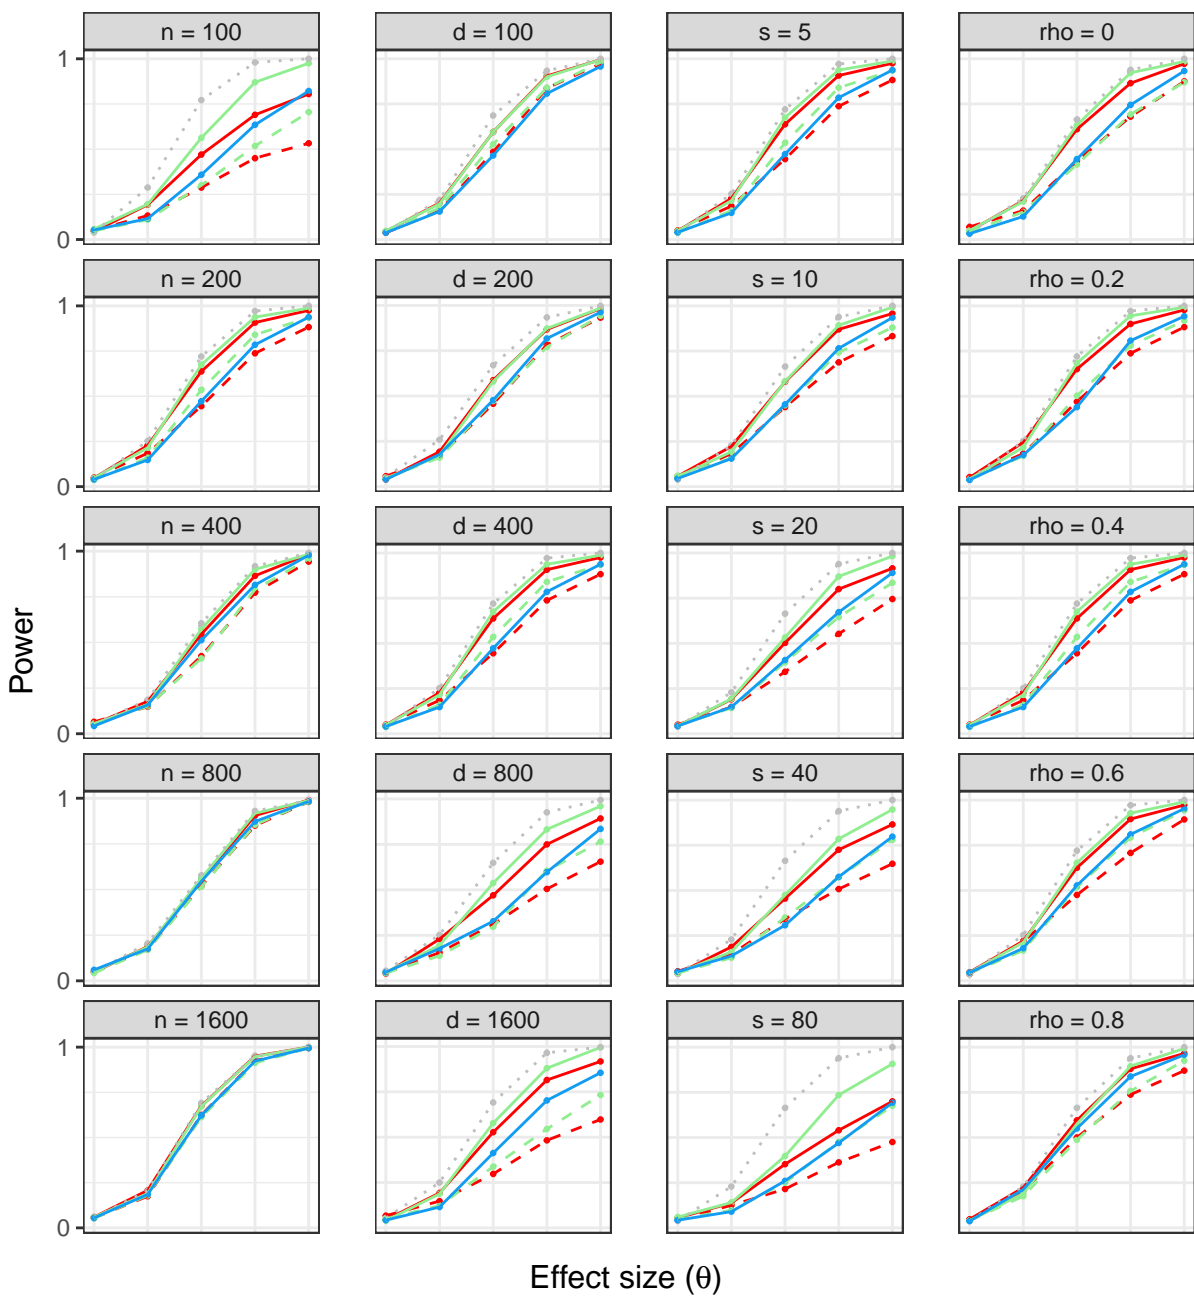 n = 100 d = 100 s = 5 rho = 0
1
0
n = 200 d = 200 s = 10 rho = 0.2
1
0
n = 400 d = 400 s = 20 rho = 0.4
1
0
n = 800 d = 800 s = 40 rho = 0.6
1
0
n = 1600 d = 1600 s = 80 rho = 0.8
1
0
Power
Effect size (θ)